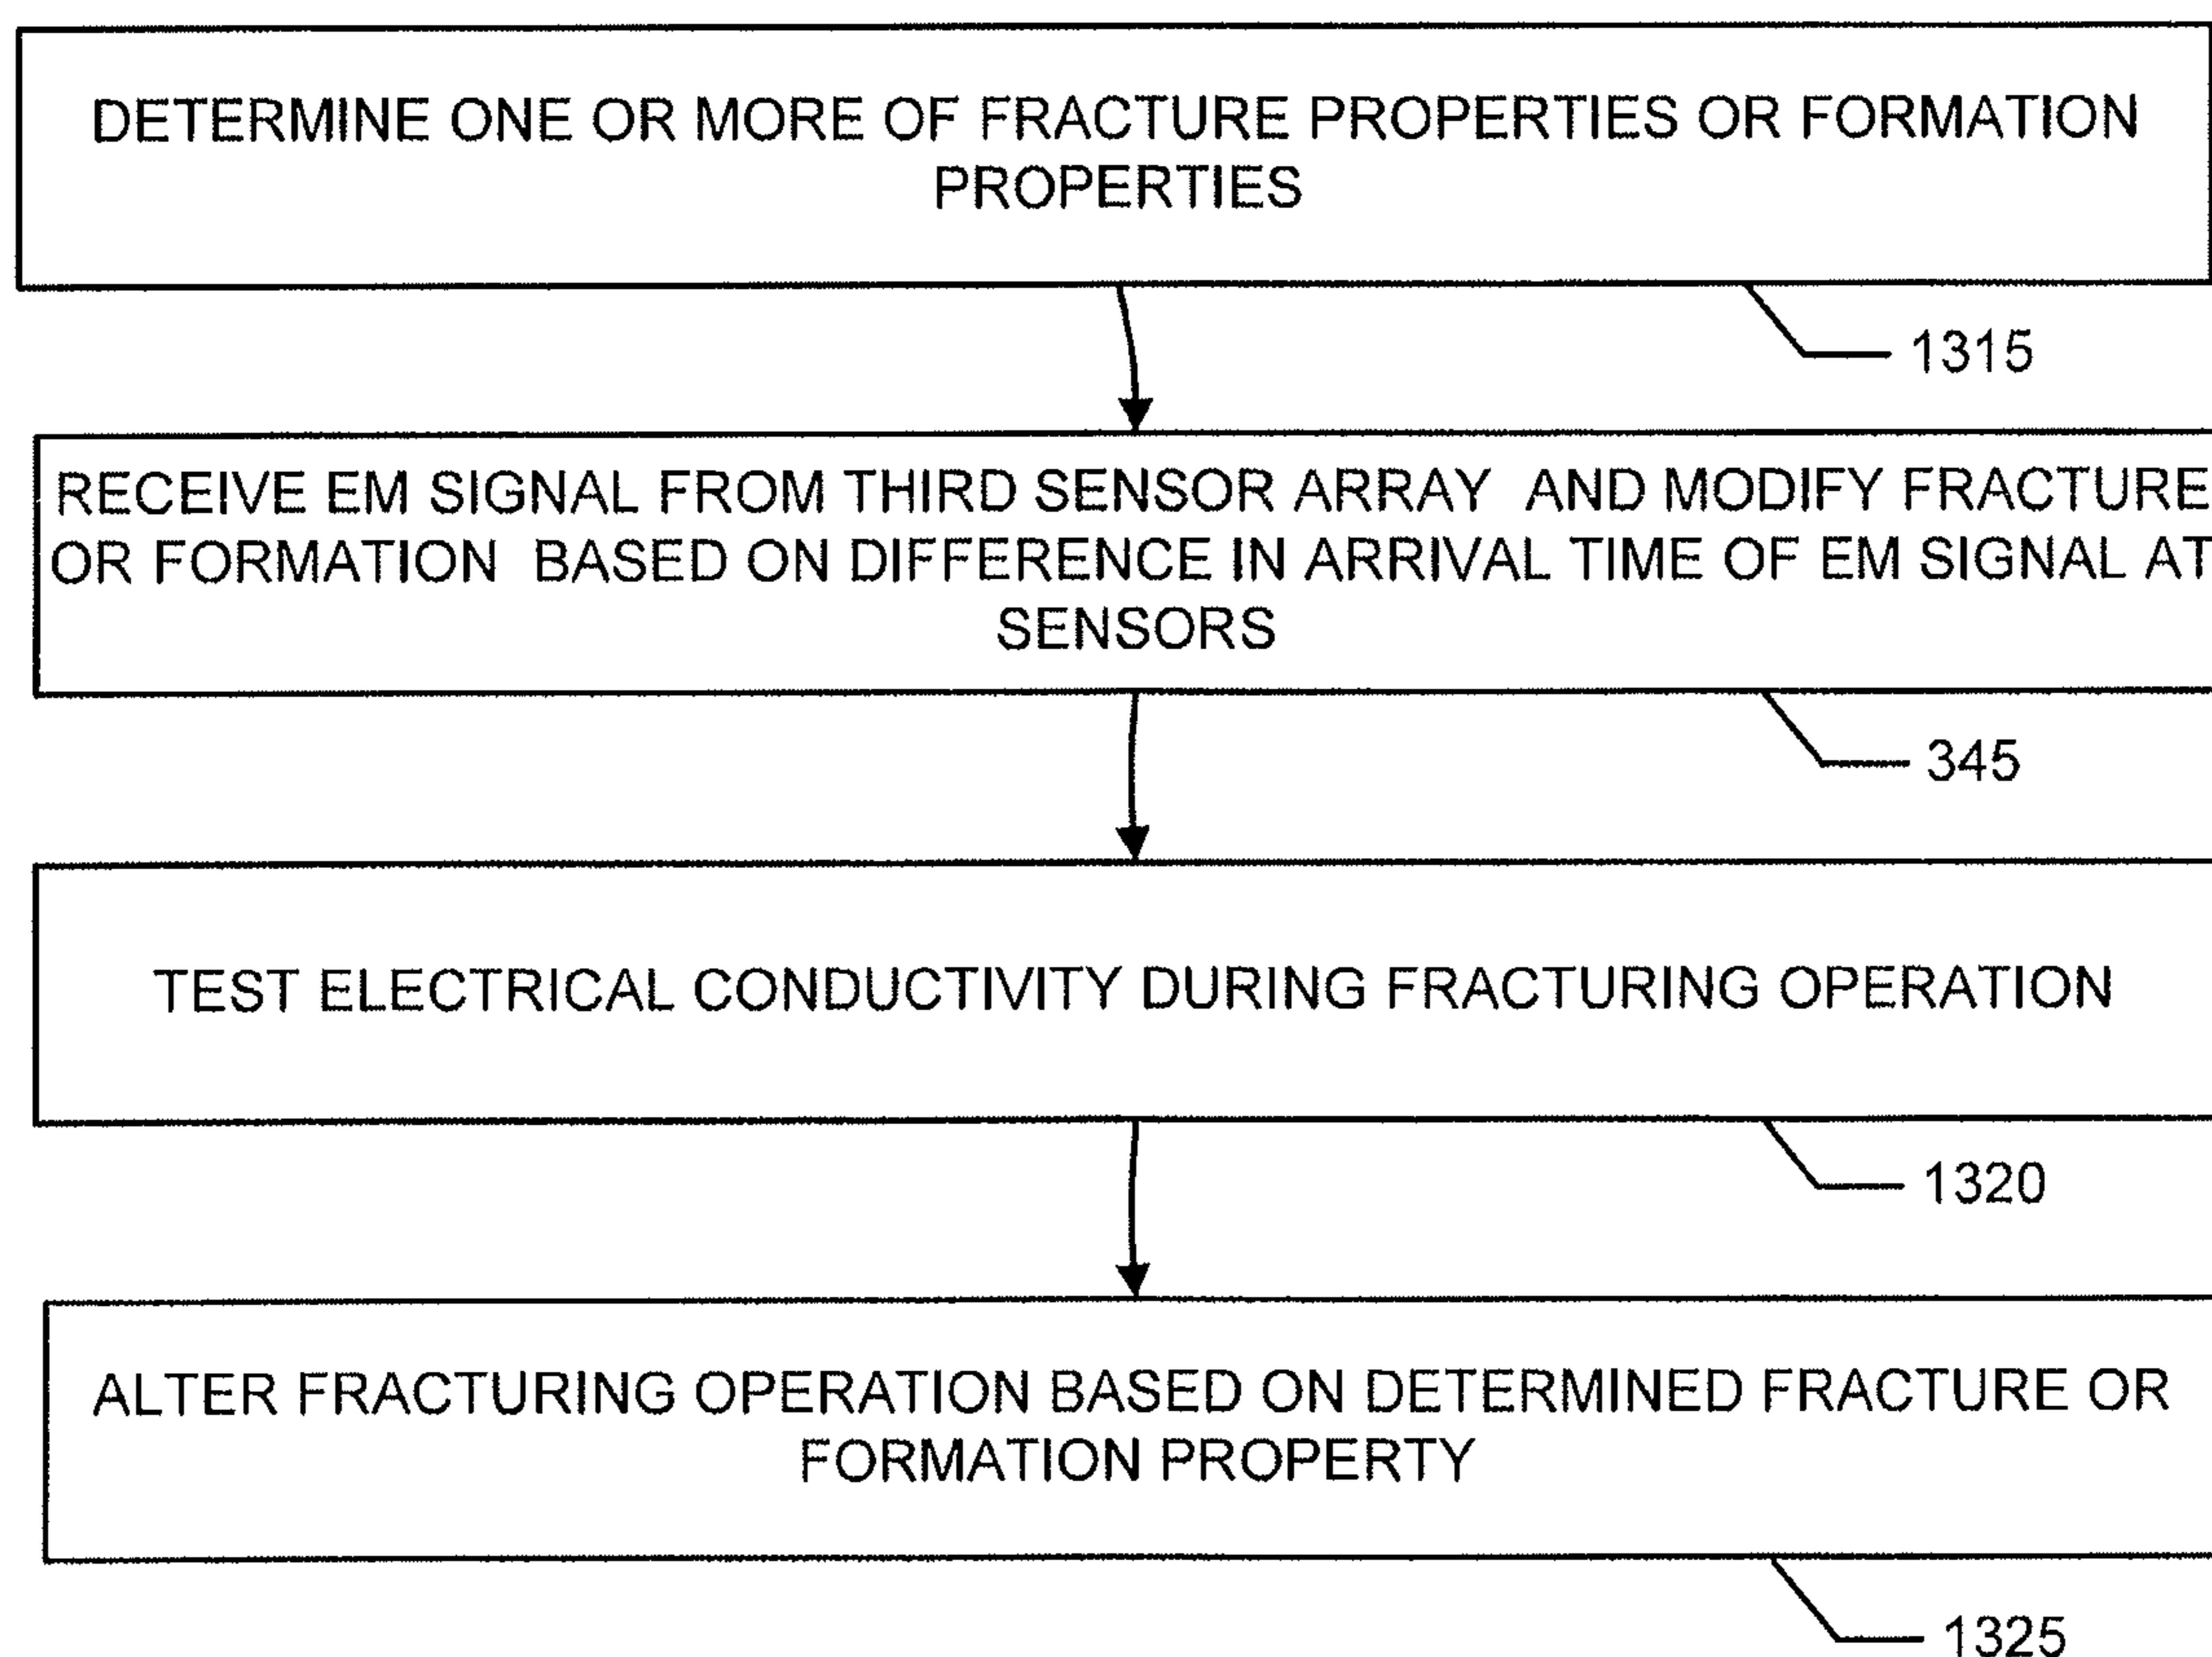 DETERMINE ONE OR MORE OF FRACTURE PROPERTIES OR FORMATION
PROPERTIES
1315
RECEIVE EM SIGNAL FROM THIRD SENSOR ARRAY AND MODIFY FRACTURE
OR FORMATION BASED ON DIFFERENCE IN ARRIVAL TIME OF EM SIGNAL AT
SENSORS
345
TEST ELECTRICAL CONDUCTIVITY DURING FRACTURING OPERATION
1320
ALTER FRACTURING OPERATION BASED ON DETERMINED FRACTURE OR
FORMATION PROPERTY
1325